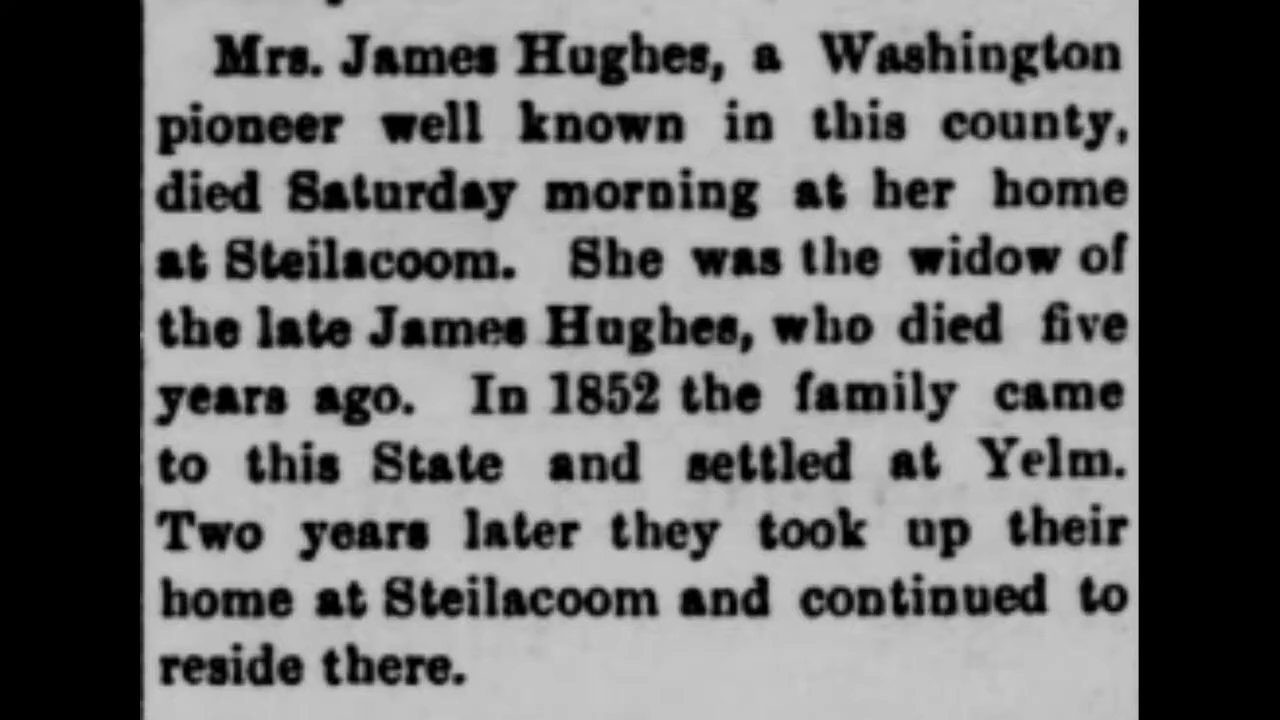 Mrs. James Hughes, a Washington
pioneer well known in this county,
died Saturday morning at her home
at Steilacoom. She was the widow of
the late James Hughes, who died five
years ago. In 1852 the family came
to this State and settled at Yelm.
Two years later they took up their
home at Steilacoom and continued to
reside there.